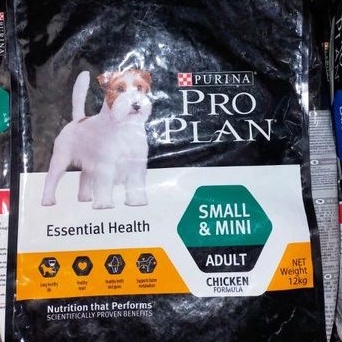 PURINA
PRO
PLAN
Essential Health
SMALL
& MINI
ADULT
CHICKEN
FORMULA
NET
Weight
12kg
Nutrition that Performs
SCIENTIFICALLY PROVEN BENEFITS